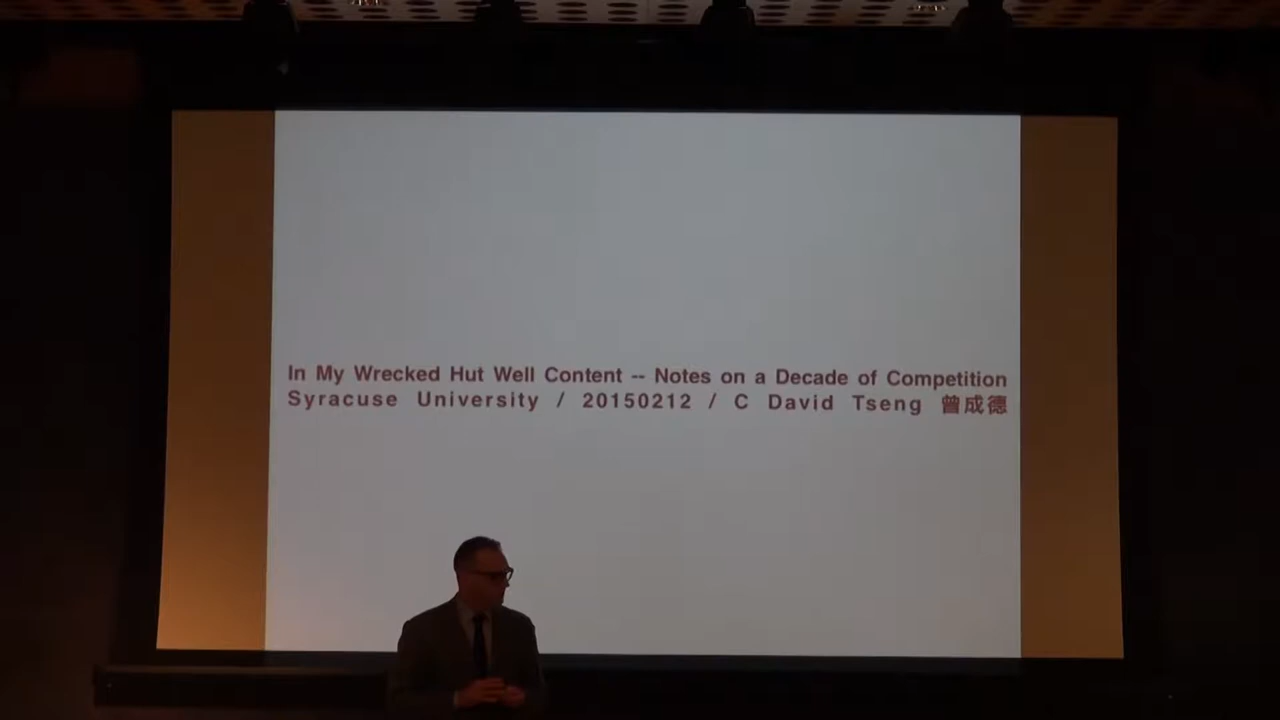 In My Wrecked Hut Well Content -- Notes on a Decade of Competition
Syracuse University / 20150212 / C David Tseng 曾成德